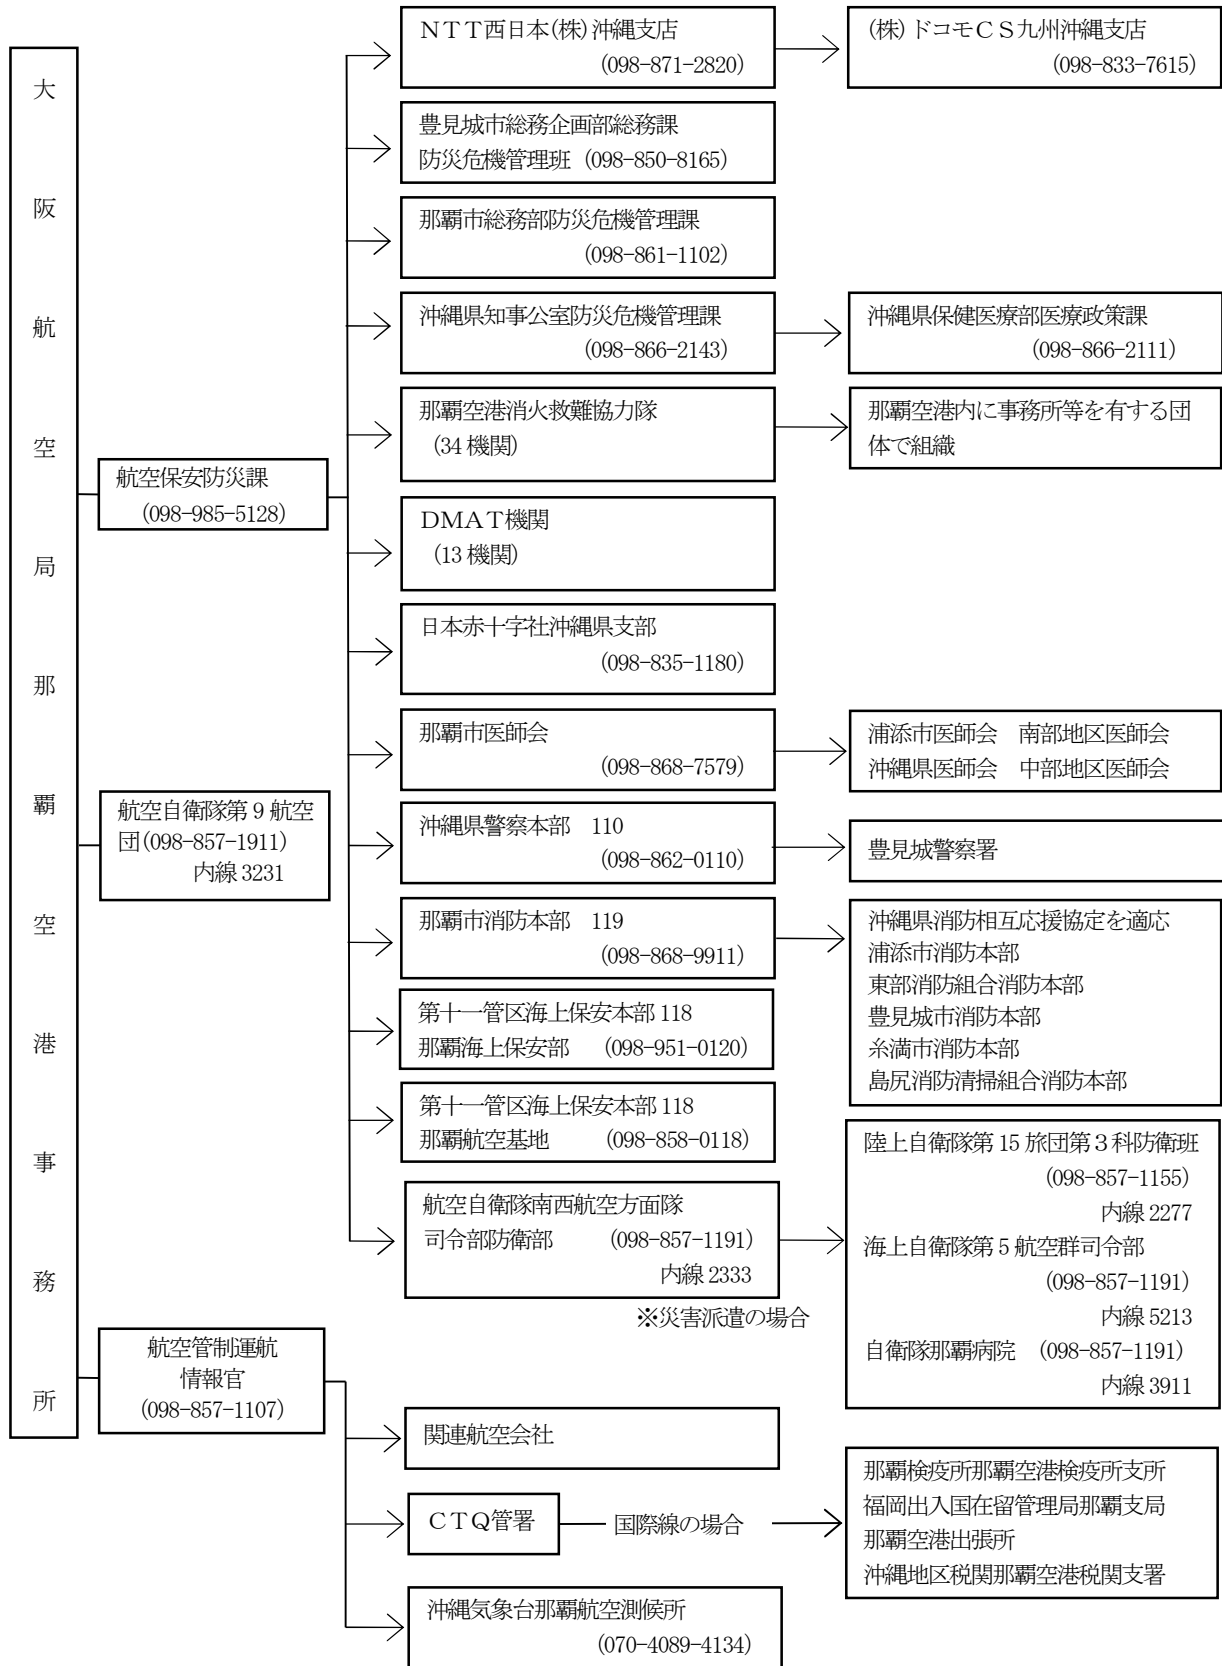 大阪航空局那覇空港事務所
航空保安防災課
(098-985-5128)
航空自衛隊第9航空
団(098-857-1911)
内線3231
航空管制運航
情報官
(098-857-1107)
NTT西日本(株)沖縄支店
(098-871-2820)
(株)ドコモCS九州沖縄支店
(098-833-7615)
豊見城市総務企画部総務課
防災危機管理班 (098-850-8165)
那覇市総務部防災危機管理課
(098-861-1102)
沖縄県知事公室防災危機管理課
(098-866-2143)
沖縄県保健医療部医療政策課
(098-866-2111)
那覇空港消火救難協力隊
(34機関)
那覇空港内に事務所等を有する団
体で組織
DMAT機関
(13機関)
日本赤十字社沖縄県支部
(098-835-1180)
那覇市医師会
(098-868-7579)
浦添市医師会 南部地区医師会
沖縄県医師会 中部地区医師会
沖縄県警察本部 110
(098-862-0110)
豊見城警察署
那覇市消防本部 119
(098-868-9911)
沖縄県消防相互応援協定を適応
浦添市消防本部
東部消防組合消防本部
豊見城市消防本部
糸満市消防本部
島尻消防清掃組合消防本部
第十一管区海上保安本部118
那覇海上保安部 (098-951-0120)
第十一管区海上保安本部118
那覇航空基地 (098-858-0118)
航空自衛隊南西航空方面隊
司令部防衛部 (098-857-1191)
内線2333
※災害派遣の場合
陸上自衛隊第15旅団第3科防衛班
(098-857-1155)
内線2277
海上自衛隊第5航空群司令部
(098-857-1191)
内線5213
自衛隊那覇病院 (098-857-1191)
内線3911
関連航空会社
CTQ管署
国際線の場合
那覇検疫所那覇空港検疫所支所
福岡出入国在留管理局那覇支局
那覇空港出張所
沖縄地区税関那覇空港税関支署
沖縄気象台那覇航空測候所
(070-4089-4134)